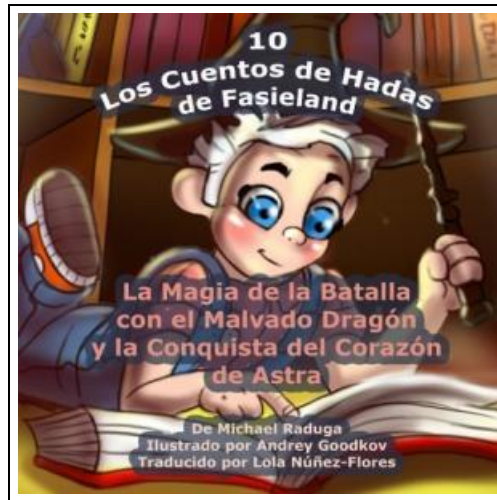 10
Los Cuentos de Hadas
de Fasieland
La Magia de la Batalla
con el Malvado Dragón
y la Conquista del Corazón
de Astra
De Michael Raduga
Ilustrado por Andrey Goodkov
Traducido por Lola Núñez-Flores